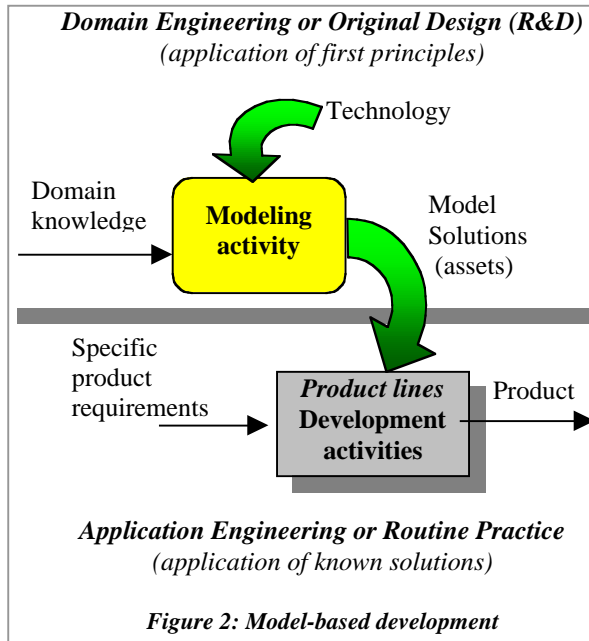 Domain Engineering or Original Design (R&D)
(application of first principles)
Technology
Domain
knowledge
Modeling
activity
Model
Solutions
(assets)
Specific
product
requirements
Product lines
Development
activities
Product
Application Engineering or Routine Practice
(application of known solutions)
Figure 2: Model-based development